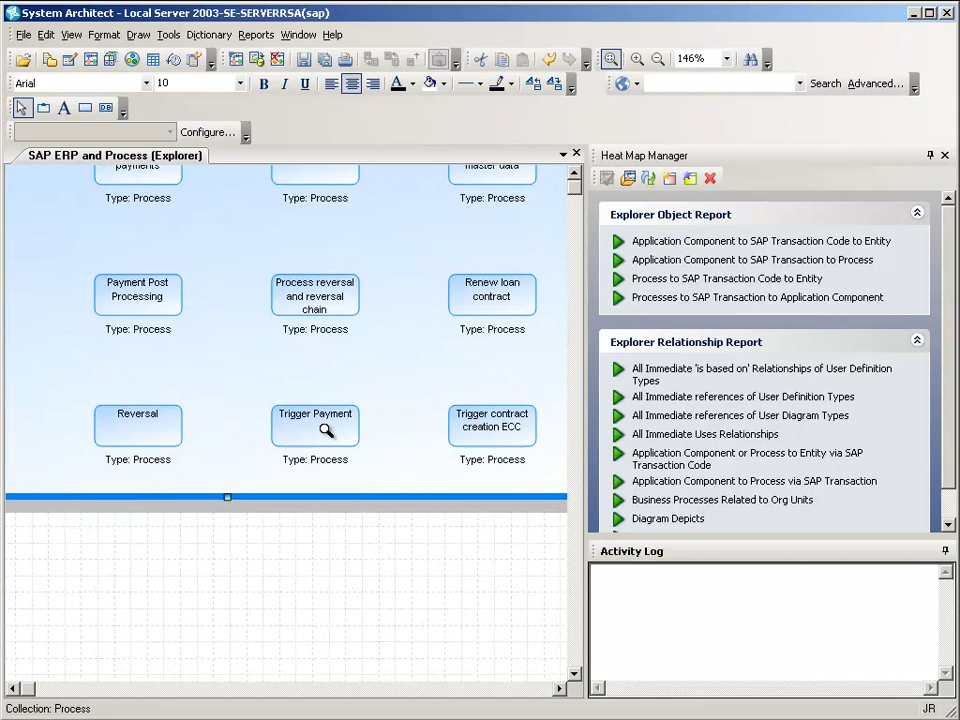 System Architect - Local Server 2003-SE-SERVERRSA(sap)
File Edit View Format Draw Tools Dictionary Reports Window Help
146%
Arial 10 B I U A Search Advanced...
A
Configure...
SAP ERP and Process (Explorer)
Heat Map Manager
payments
master data
Type: Process Type: Process Type: Process
Explorer Object Report
Application Component to SAP Transaction Code to Entity
Application Component to SAP Transaction to Process
Process to SAP Transaction Code to Entity
Processes to SAP Transaction to Application Component
Payment Post
Processing
Process reversal
and reversal
chain
Renew loan
contract
Type: Process Type: Process Type: Process
Explorer Relationship Report
All Immediate 'is based on' Relationships of User Definition
Types
All Immediate references of User Definition Types
All Immediate references of User Diagram Types
All Immediate Uses Relationships
Application Component or Process to Entity via SAP
Transaction Code
Application Component to Process via SAP Transaction
Business Processes Related to Org Units
Diagram Depicts
Reversal
Trigger Payment
Trigger contract
creation ECC
Type: Process Type: Process Type: Process
Activity Log
Collection: Process
JR